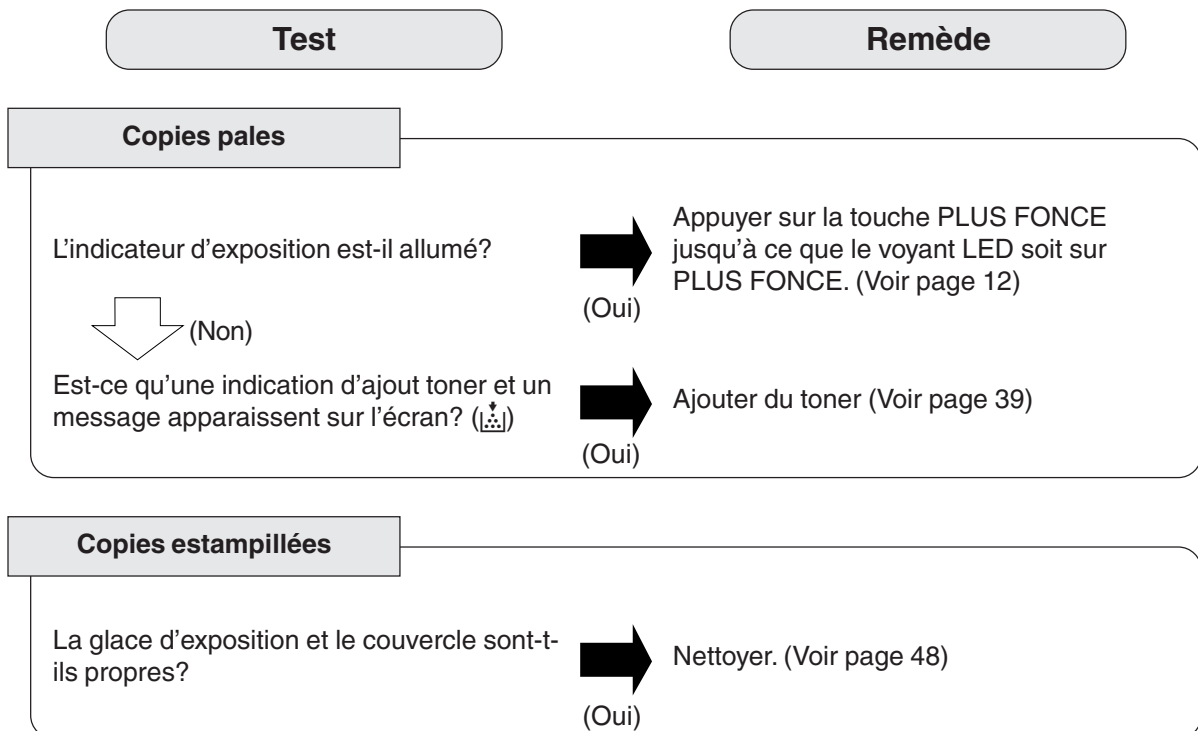 Test
Remède
Copies pales
L'indicateur d'exposition est-il allumé?
(Oui)
Appuyer sur la touche PLUS FONCE
jusqu'à ce que le voyant LED soit sur
PLUS FONCE. (Voir page 12)
(Non)
Est-ce qu'une indication d'ajout toner et un
message apparaissent sur l'écran? ( )
(Oui)
Ajouter du toner (Voir page 39)
Copies estampillées
La glace d'exposition et le couvercle sont-t-
ils propres?
(Oui)
Nettoyer. (Voir page 48)